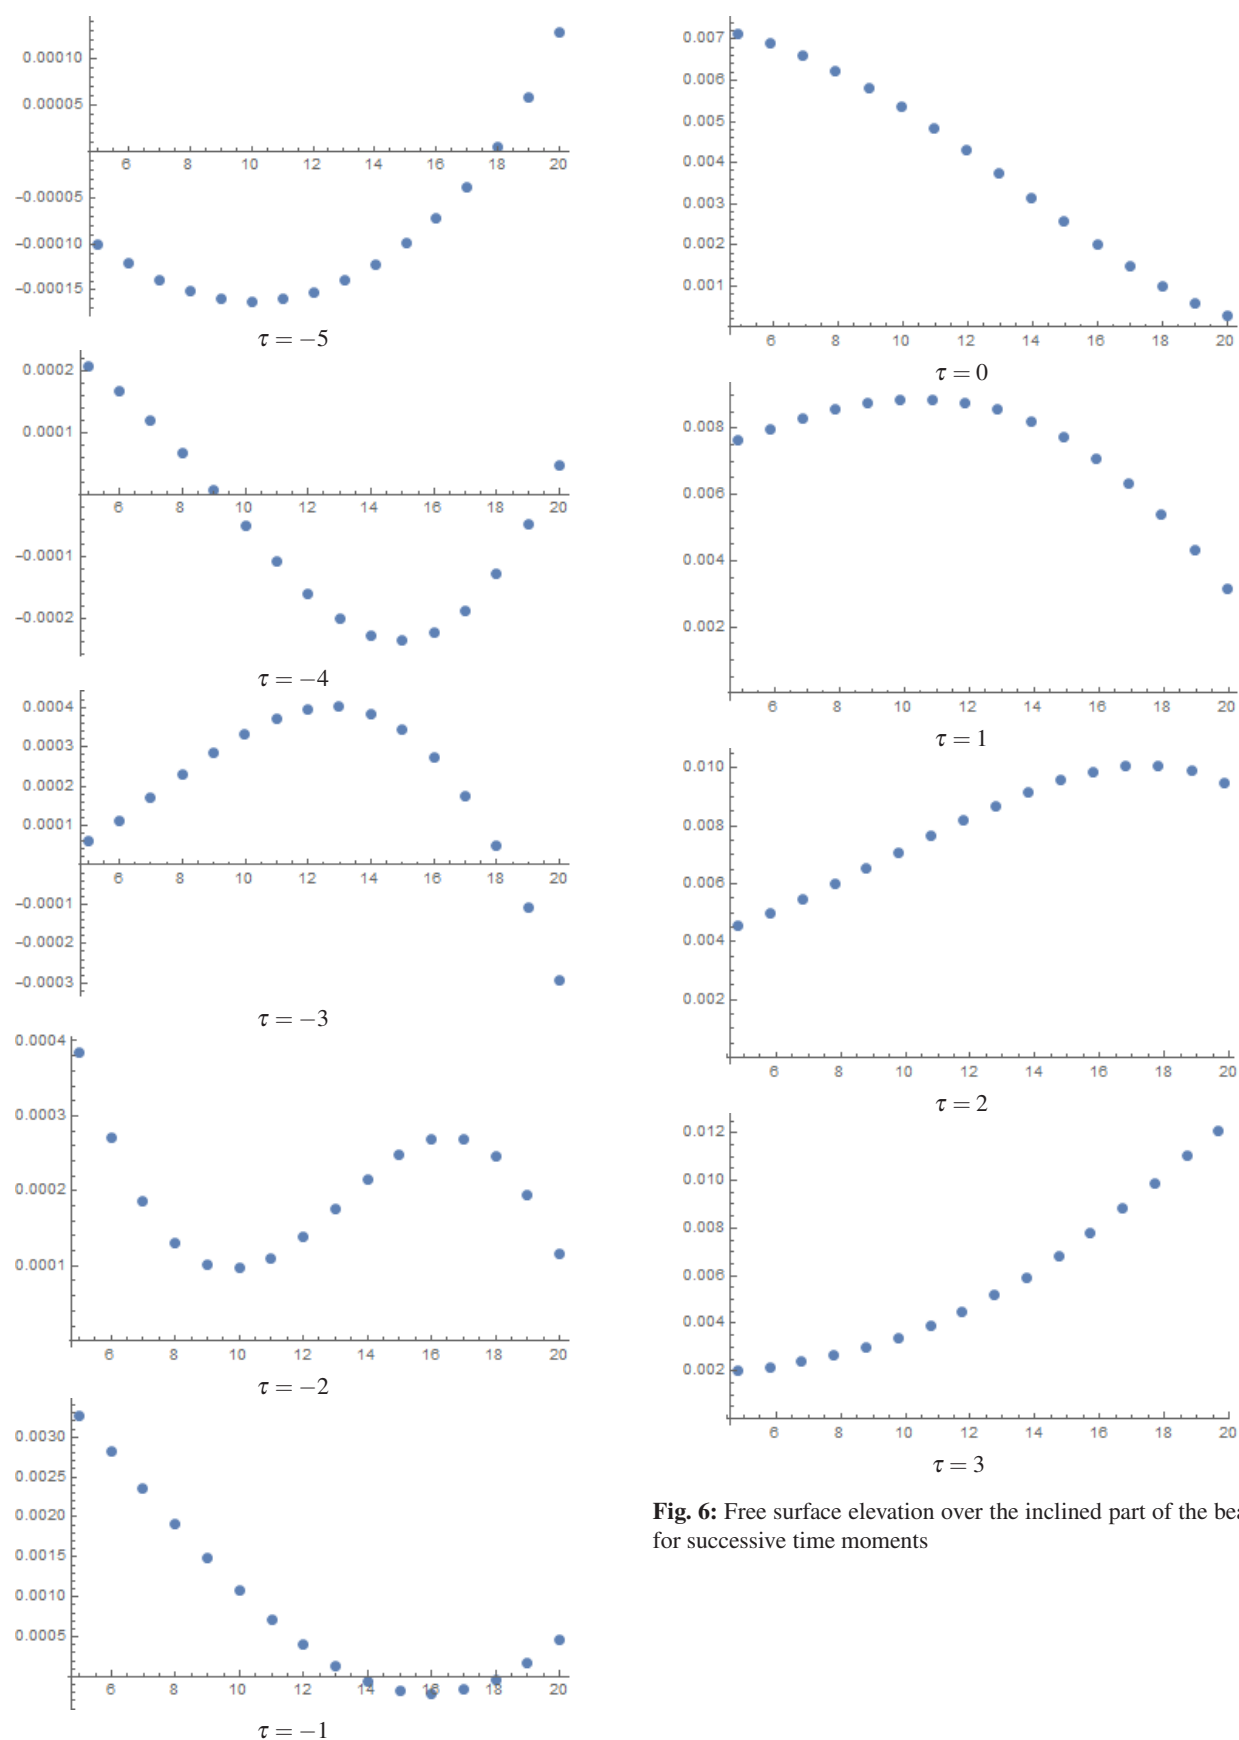 0.00010
0.00005
6 8 10 12 14 16 18 20
−0.00005
−0.00010
−0.00015
τ = −5
0.0002
0.0001
6 8 10 12 14 16 18 20
−0.0001
−0.0002
τ = −4
0.0004
0.0003
0.0002
0.0001
6 8 10 12 14 16 18 20
−0.0001
−0.0002
−0.0003
τ = −3
0.0004
0.0003
0.0002
0.0001
6 8 10 12 14 16 18 20
τ = −2
0.0030
0.0025
0.0020
0.0015
0.0010
0.0005
6 8 10 12 14 16 18 20
τ = −1
0.007
0.006
0.005
0.004
0.003
0.002
0.001
6 8 10 12 14 16 18 20
τ = 0
0.008
0.006
0.004
0.002
6 8 10 12 14 16 18 20
τ = 1
0.010
0.008
0.006
0.004
0.002
6 8 10 12 14 16 18 20
τ = 2
0.012
0.010
0.008
0.006
0.004
0.002
6 8 10 12 14 16 18 20
τ = 3
Fig. 6: Free surface elevation over the inclined part of the bea
for successive time moments